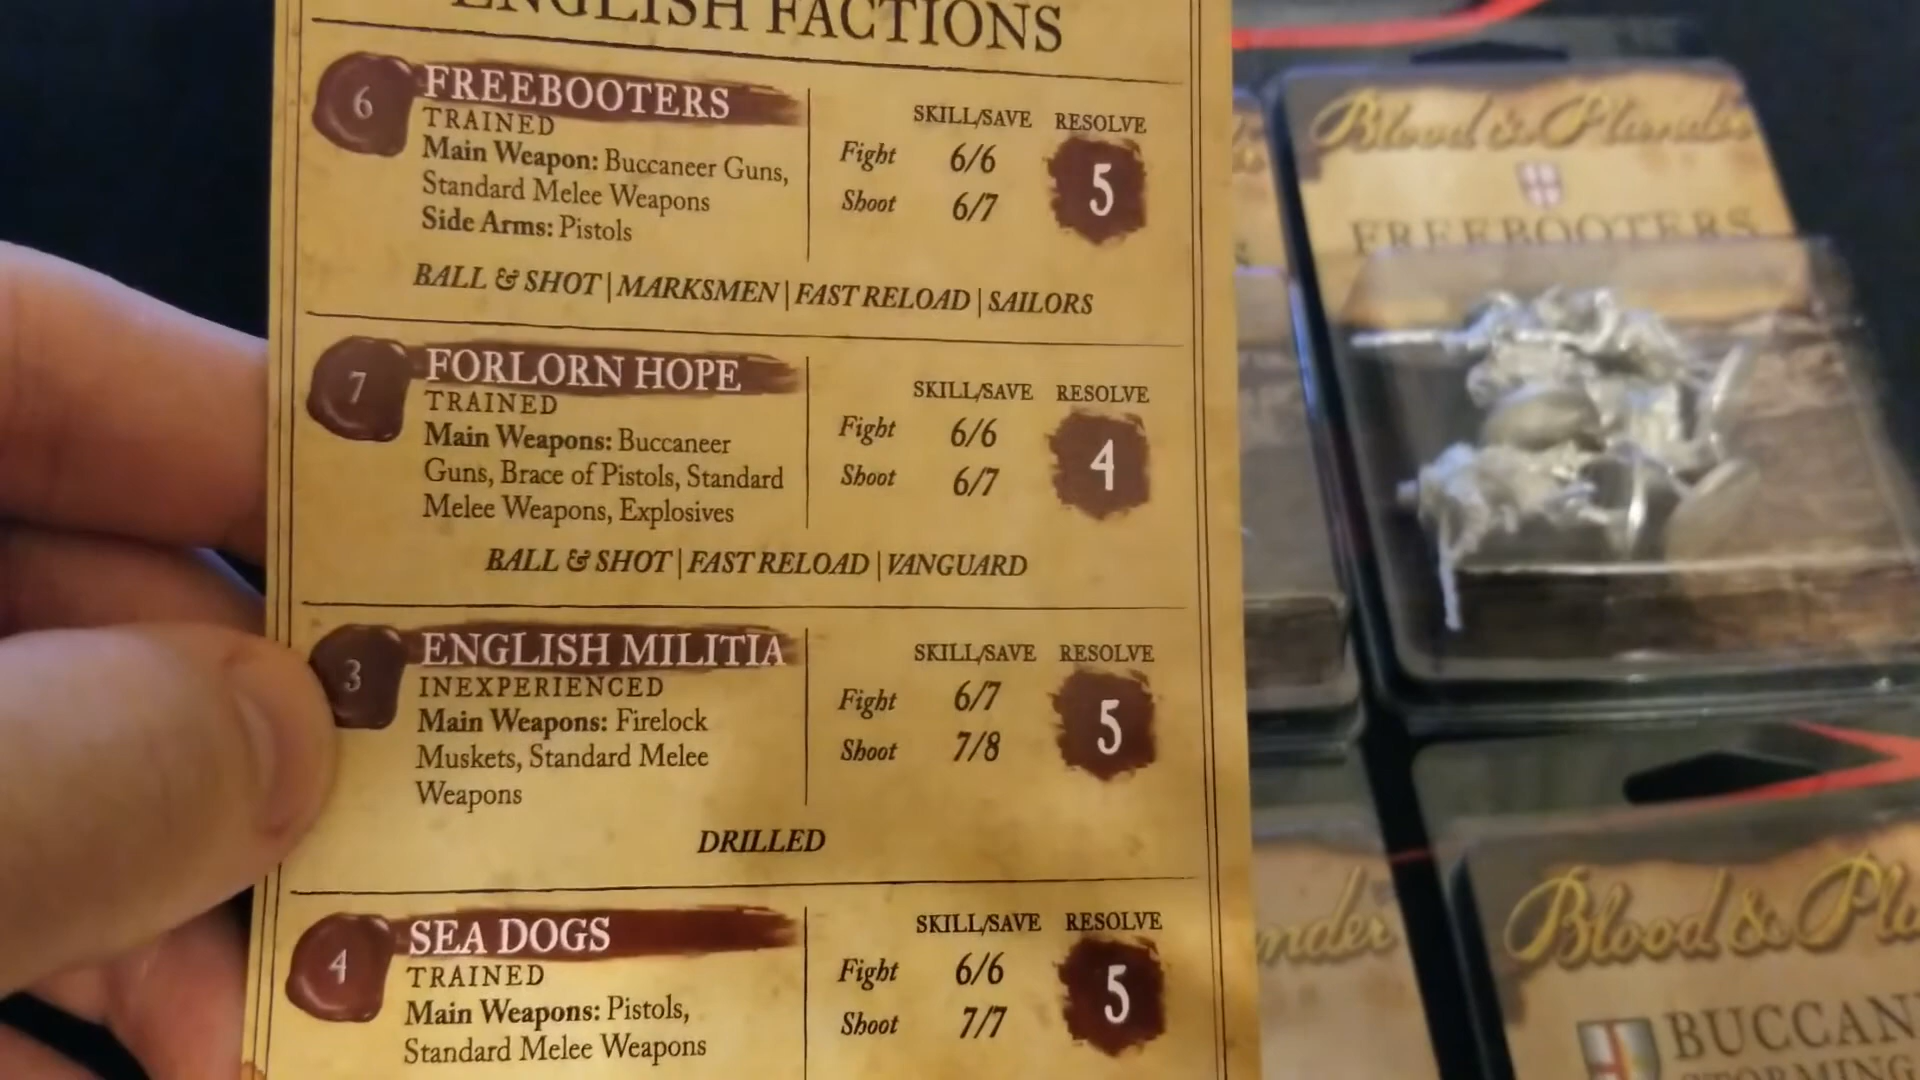 ENGLISH FACTIONS
6
FREEBOOTERS
TRAINED
Main Weapon: Buccaneer Guns,
Standard Melee Weapons
Side Arms: Pistols
SKILL/SAVE RESOLVE
Fight 6/6
Shoot 6/7
5
BALL & SHOT | MARKSMEN | FAST RELOAD | SAILORS
7
FORLORN HOPE
TRAINED
Main Weapons: Buccaneer
Guns, Brace of Pistols, Standard
Melee Weapons, Explosives
SKILL/SAVE RESOLVE
Fight 6/6
Shoot 6/7
4
BALL & SHOT | FAST RELOAD | VANGUARD
3
ENGLISH MILITIA
INEXPERIENCED
Main Weapons: Firelock
Muskets, Standard Melee
Weapons
SKILL/SAVE RESOLVE
Fight 6/7
Shoot 7/8
5
DRILLED
4
SEA DOGS
TRAINED
Main Weapons: Pistols,
Standard Melee Weapons
SKILL/SAVE RESOLVE
Fight 6/6
Shoot 7/7
5
Blood & Plunder
FREEBOOTERS
nder
Blood & Plu
BUCCAN
STORMING